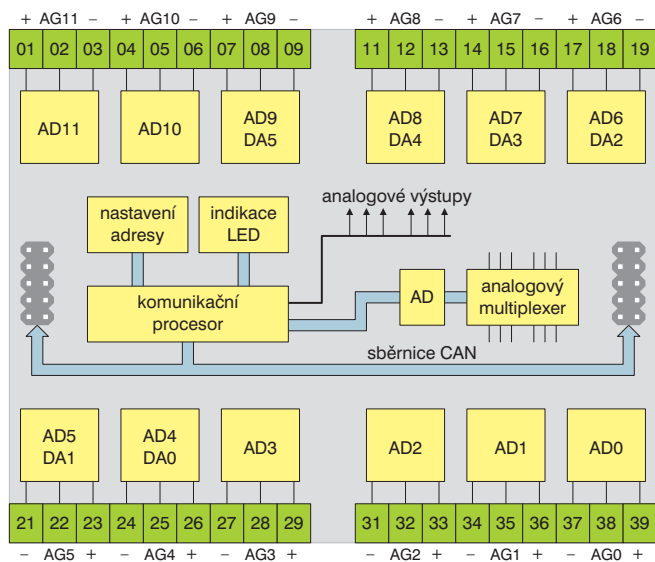 + AG11 − + AG10 − + AG9 − + AG8 − + AG7 − + AG6 −
01 02 03 04 05 06 07 08 09 11 12 13 14 15 16 17 18 19
AD11 AD10 AD9 AD8 AD7 AD6
DA5 DA4 DA3 DA2
nastavení
adresy
indikace
LED
analogové výstupy
komunikační
procesor
AD
analogový
multiplexer
sběrnice CAN
AD5 AD4 AD3 AD2 AD1 AD0
DA1 DA0
21 22 23 24 25 26 27 28 29 31 32 33 34 35 36 37 38 39
− AG5 + − AG4 + − AG3 + − AG2 + − AG1 + − AG0 +